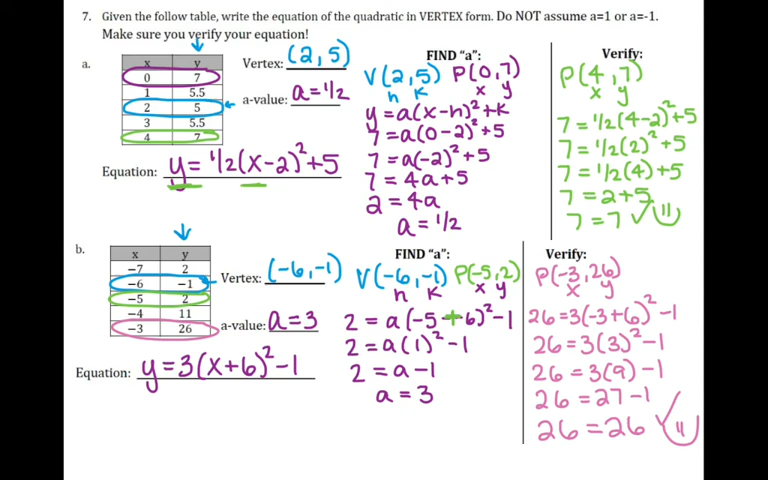 7. Given the follow table, write the equation of the quadratic in VERTEX form. Do NOT assume a=1 or a=-1.
Make sure you verify your equation!
a.
x y
0 7
1 5.5
2 5
3 5.5
4 7
Vertex: (2, 5)
a-value: a=1/2
Equation: y=1/2(x-2)²+5
FIND "a":
V(2,5) P(0,7)
h k x y
y=a(x-h)²+k
7=a(0-2)²+5
7=a(-2)²+5
7=4a+5
2=4a
a=1/2
Verify:
P(4,7)
x y
7=1/2(4-2)²+5
7=1/2(2)²+5
7=1/2(4)+5
7=2+5
7=7✓
b.
x y
−7 2
−6 −1
−5 2
−4 11
−3 26
Vertex: (-6,-1)
a-value: a=3
Equation: y=3(x+6)²-1
FIND "a":
V(-6,-1) P(-5,2)
h k x y
2=a(-5+6)²-1
2=a(1)²-1
2=a-1
a=3
Verify:
P(-3,26)
x y
26=3(-3+6)²-1
26=3(3)²-1
26=3(9)-1
26=27-1
26=26✓